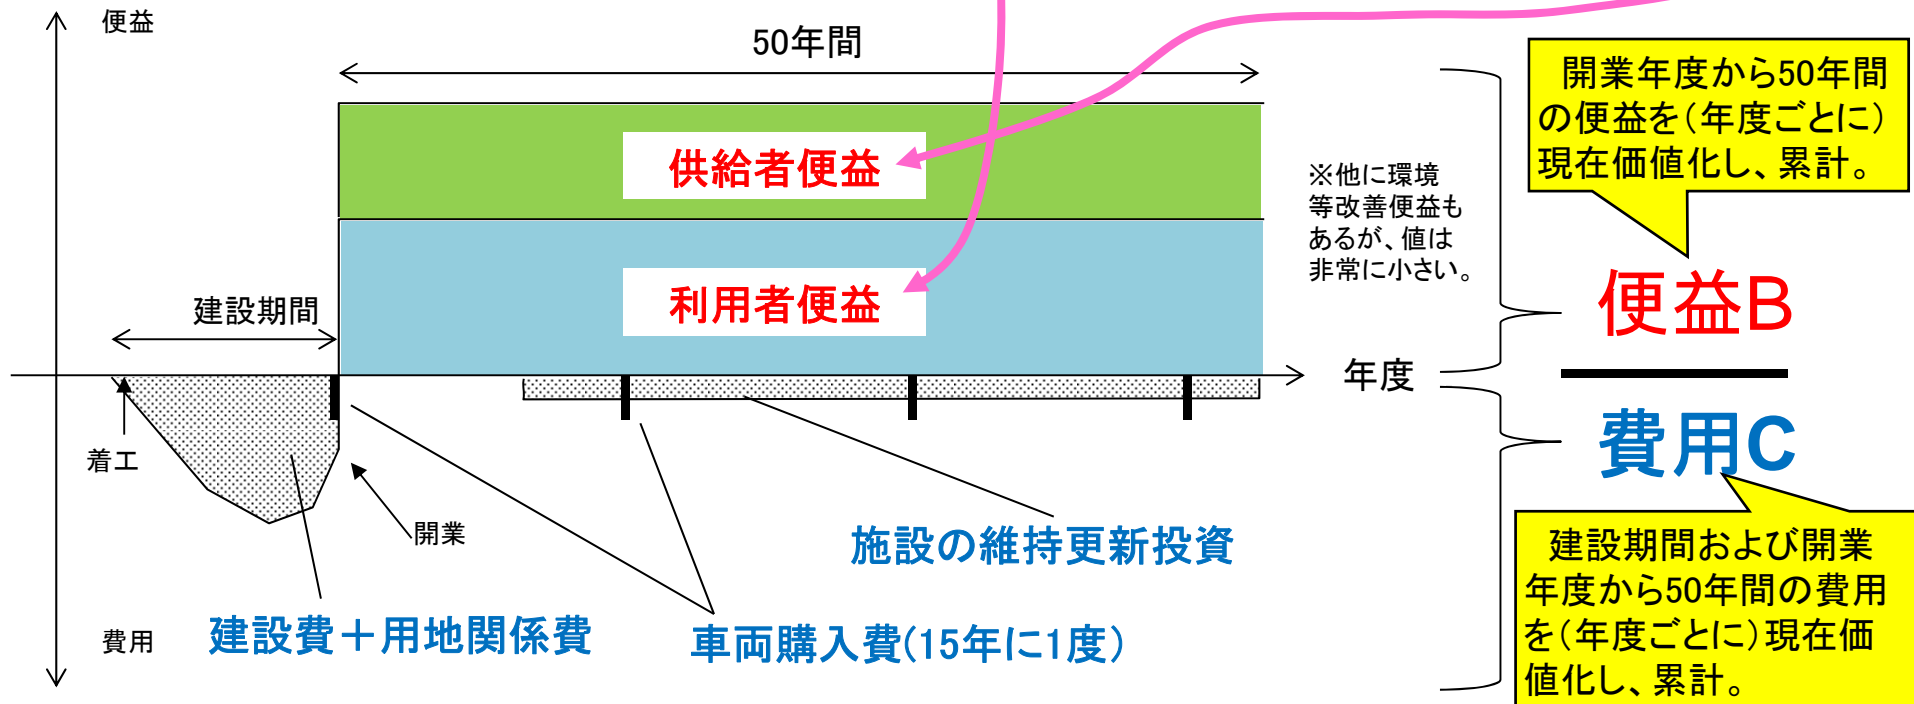 便益
50年間
供給者便益
利用者便益
建設期間
着工
開業
費用
建設費＋用地関係費
車両購入費(15年に1度)
施設の維持更新投資
年度
※他に環境
等改善便益も
あるが、値は
非常に小さい。
開業年度から50年間
の便益を(年度ごとに)
現在価値化し、累計。
便益B
費用C
建設期間および開業
年度から50年間の費用
を(年度ごとに)現在価
値化し、累計。